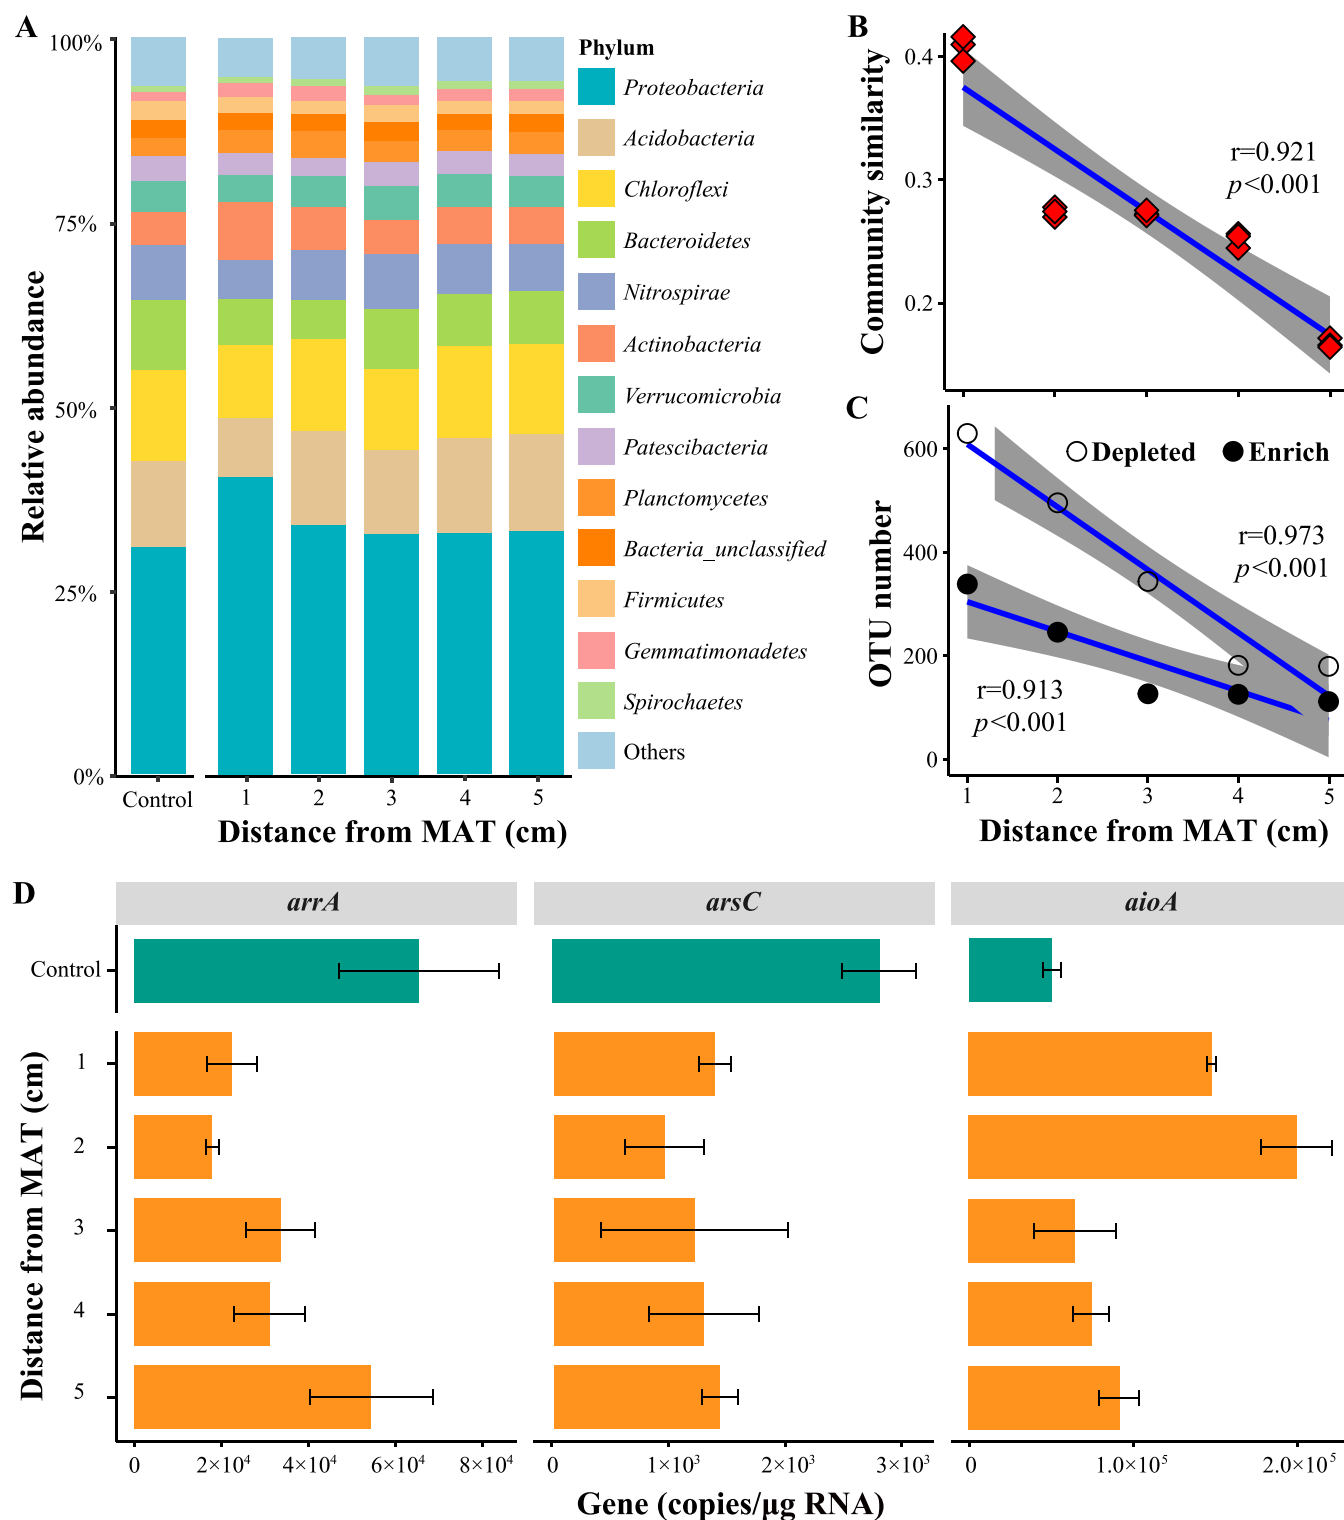 A
100%
75%
50%
25%
0%
Relative abundance
Control
1
2
3
4
5
Distance from MAT (cm)
Phylum
Proteobacteria
Acidobacteria
Chloroflexi
Bacteroidetes
Nitrospirae
Actinobacteria
Verrucomicrobia
Patescibacteria
Planctomycetes
Bacteria_unclassified
Firmicutes
Gemmatimonadetes
Spirochaetes
Others
B
Community similarity
0.4
0.3
0.2
r=0.921
p<0.001
C
OTU number
600
400
200
0
Depleted
Enrich
r=0.973
p<0.001
r=0.913
p<0.001
1
2
3
4
5
Distance from MAT (cm)
D
arrA
arsC
aioA
Control
Distance from MAT (cm)
1
2
3
4
5
0
2×10⁴
4×10⁴
6×10⁴
8×10⁴
0
1×10³
2×10³
3×10³
0
1.0×10⁵
2.0×10⁵
Gene (copies/μg RNA)